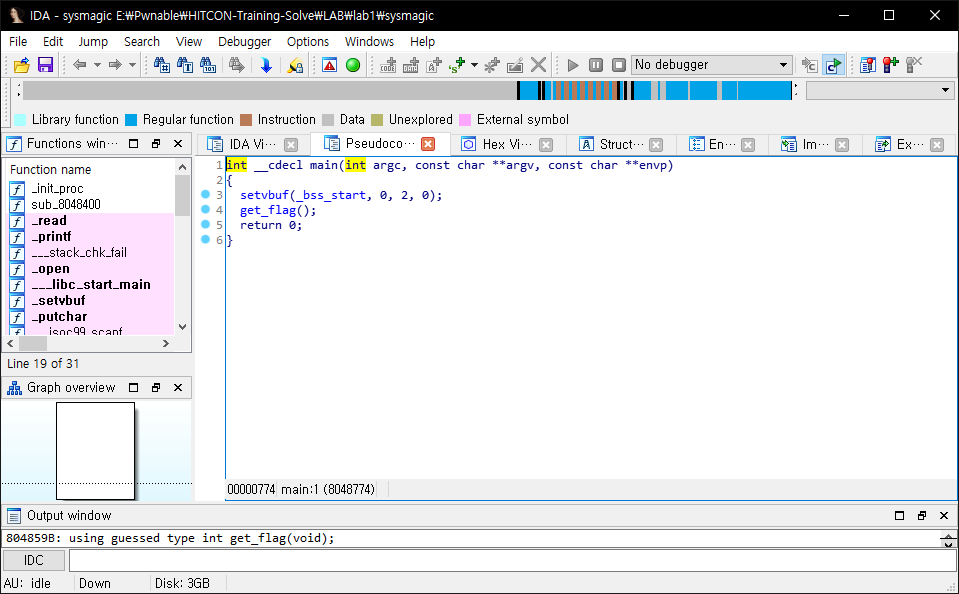 IDA - sysmagic E:₩Pwnable₩HITCON-Training-Solve₩LAB₩lab1₩sysmagic
File Edit Jump Search View Debugger Options Windows Help
No debugger
Library function Regular function Instruction Data Unexplored External symbol
Functions win···
IDA Vi··· Pseudoco··· Hex Vi··· Struct··· En··· Im··· Ex···
Function name
_init_proc
sub_8048400
_read
_printf
___stack_chk_fail
_open
___libc_start_main
_setvbuf
_putchar
___isoc99_scanf
Line 19 of 31
Graph overview
1 int __cdecl main(int argc, const char **argv, const char **envp)
2 {
3 setvbuf(_bss_start, 0, 2, 0);
4 get_flag();
5 return 0;
6 }
00000774 main:1 (8048774)
Output window
804859B: using guessed type int get_flag(void);
IDC
AU: idle Down Disk: 3GB